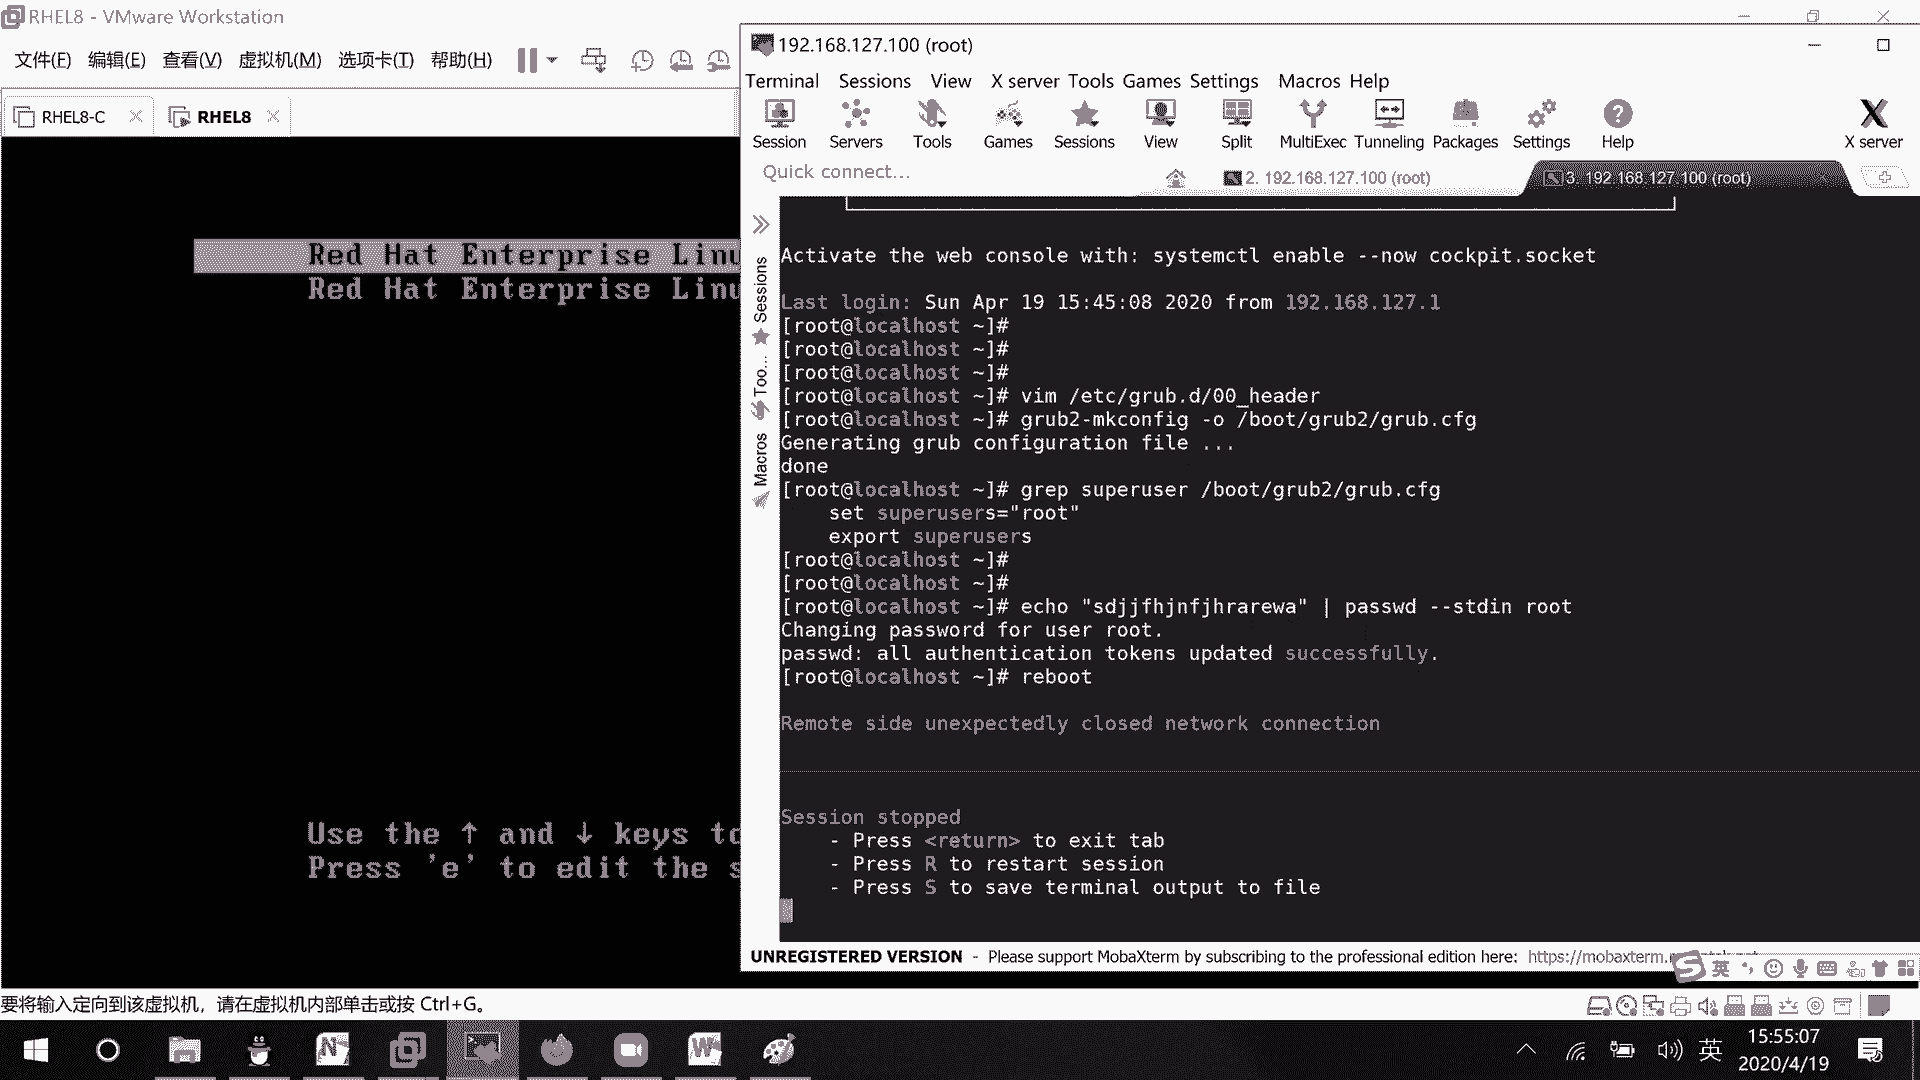 RHEL8 - VMware Workstation
文件(F) 编辑(E) 查看(V) 虚拟机(M) 选项卡(T) 帮助(H)
RHEL8-C
RHEL8
Red Hat Enterprise Linu
Red Hat Enterprise Linu
Use the ↑ and ↓ keys to
Press 'e' to edit the s
192.168.127.100 (root)
Terminal Sessions View X server Tools Games Settings Macros Help
Session Servers Tools Games Sessions View Split MultiExec Tunneling Packages Settings Help X server
Quick connect...
2. 192.168.127.100 (root)
3. 192.168.127.100 (root)
Sessions
Too...
Macros
Activate the web console with: systemctl enable --now cockpit.socket
Last login: Sun Apr 19 15:45:08 2020 from 192.168.127.1
[root@localhost ~]#
[root@localhost ~]#
[root@localhost ~]#
[root@localhost ~]# vim /etc/grub.d/00_header
[root@localhost ~]# grub2-mkconfig -o /boot/grub2/grub.cfg
Generating grub configuration file ...
done
[root@localhost ~]# grep superuser /boot/grub2/grub.cfg
set superusers="root"
export superusers
[root@localhost ~]#
[root@localhost ~]#
[root@localhost ~]# echo "sdjjfhjnfjhrarewa" | passwd --stdin root
Changing password for user root.
passwd: all authentication tokens updated successfully.
[root@localhost ~]# reboot
Remote side unexpectedly closed network connection
Session stopped
- Press <return> to exit tab
- Press R to restart session
- Press S to save terminal output to file
UNREGISTERED VERSION - Please support MobaXterm by subscribing to the professional edition here: https://mobaxterm.
英
要将输入定向到该虚拟机，请在虚拟机内部单击或按 Ctrl+G。
英
15:55:07
2020/4/19